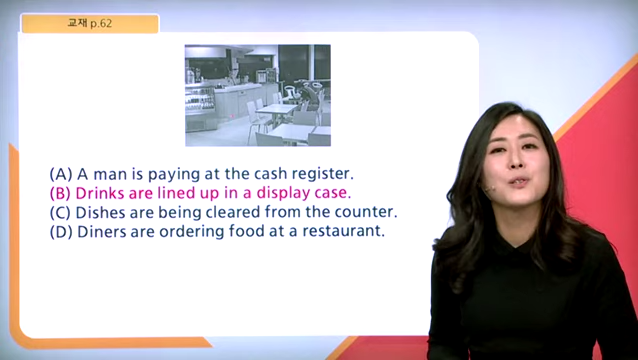 교재 p.62
(A) A man is paying at the cash register.
(B) Drinks are lined up in a display case.
(C) Dishes are being cleared from the counter.
(D) Diners are ordering food at a restaurant.